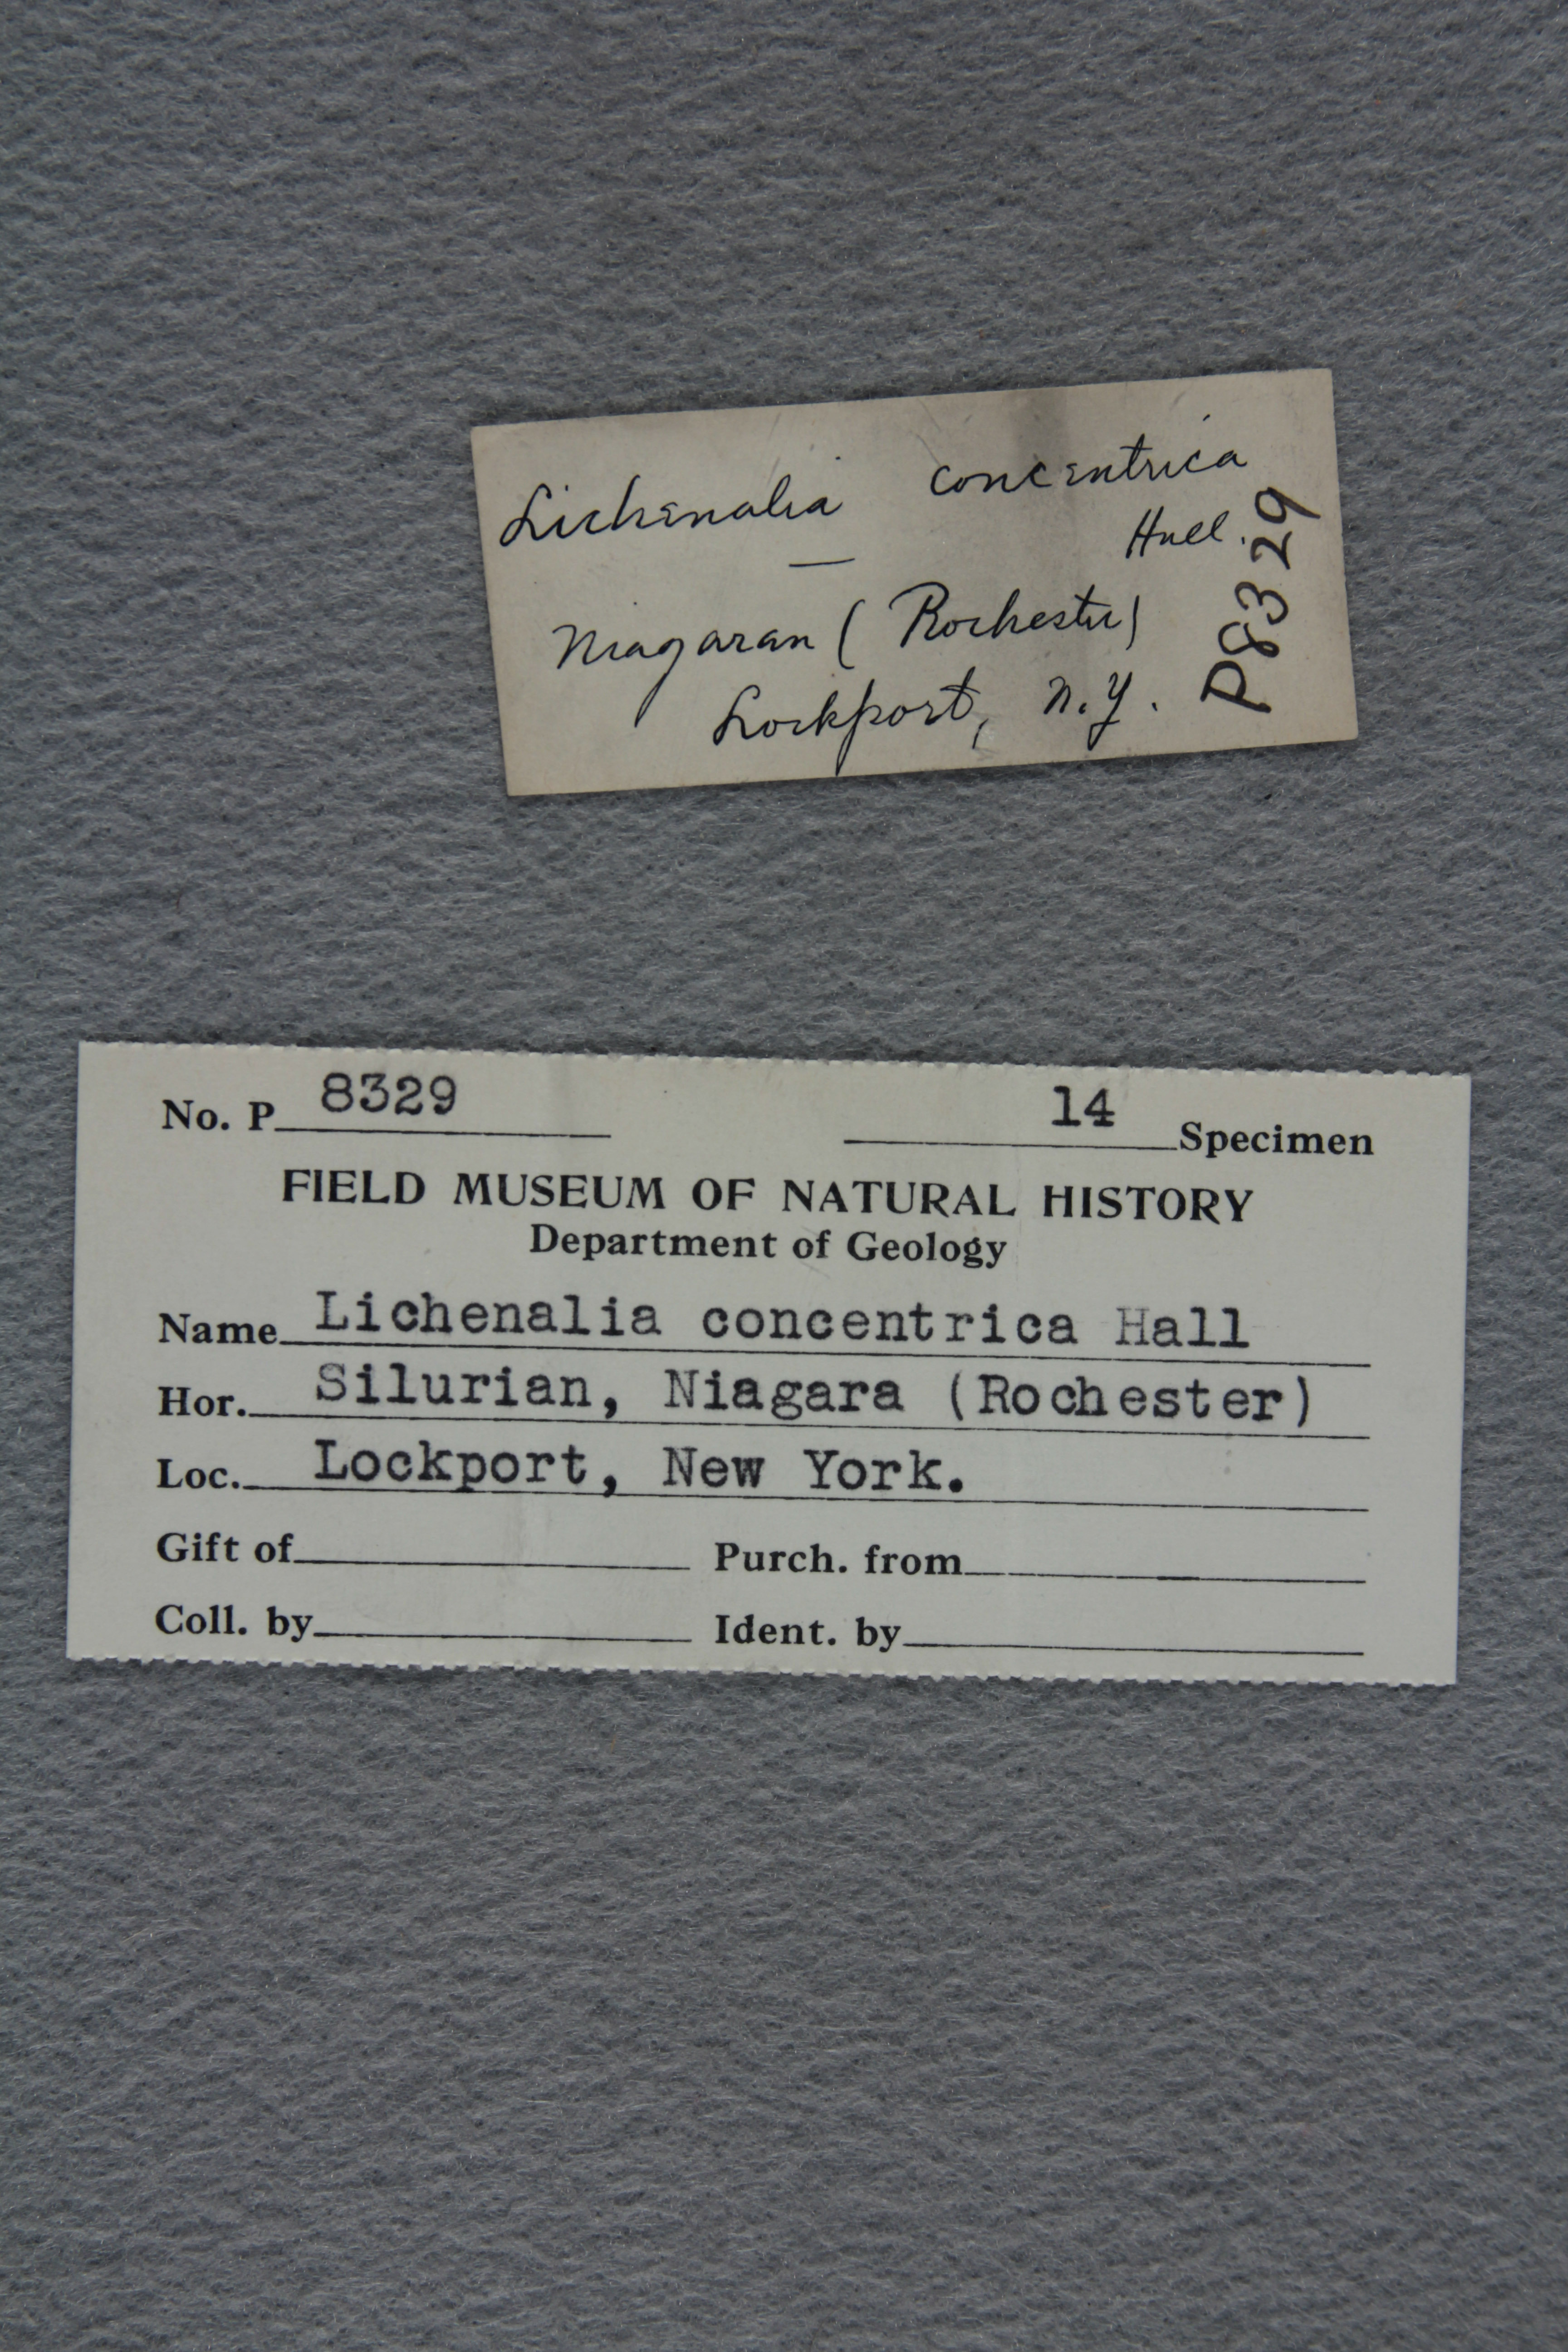 Lichenalia concentrica
Hall.
Niagaran (Rochester)
Lockport, N.Y.
P8329
No. P 8329 14 Specimen
FIELD MUSEUM OF NATURAL HISTORY
Department of Geology
Name Lichenalia concentrica Hall
Hor. Silurian, Niagara (Rochester)
Loc. Lockport, New York.
Gift of Purch. from
Coll. by Ident. by